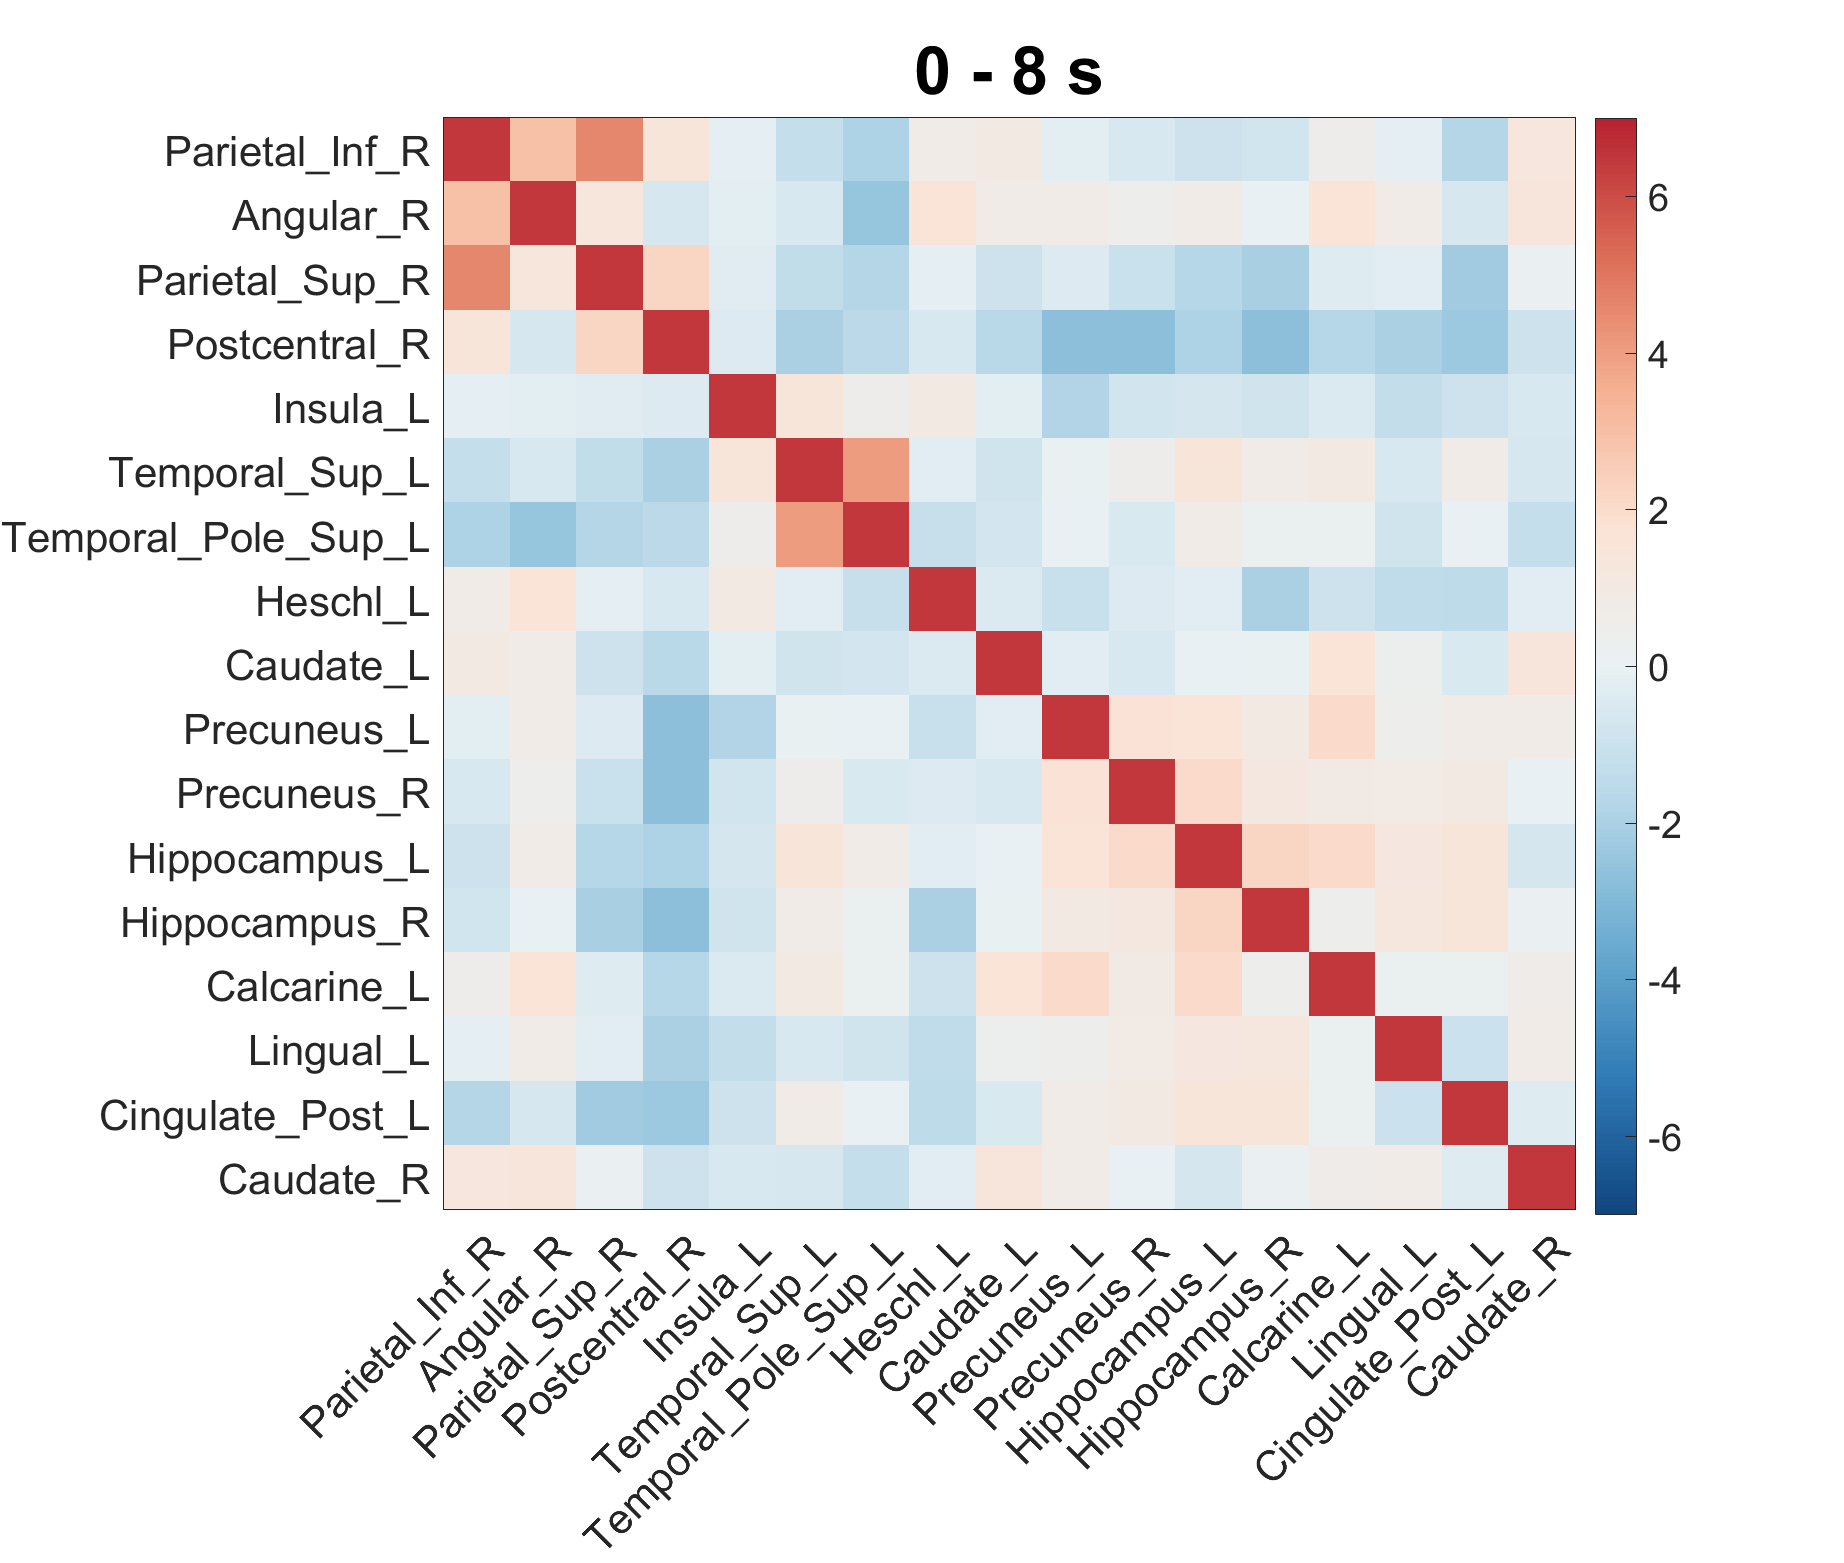 0 - 8 s
Parietal_Inf_R
Angular_R
Parietal_Sup_R
Postcentral_R
Insula_L
Temporal_Sup_L
Temporal_Pole_Sup_L
Heschl_L
Caudate_L
Precuneus_L
Precuneus_R
Hippocampus_L
Hippocampus_R
Calcarine_L
Lingual_L
Cingulate_Post_L
Caudate_R
6
4
2
0
-2
-4
-6
Parietal_Inf_R
Angular_R
Parietal_Sup_R
Postcentral_R
Insula_L
Temporal_Sup_L
Temporal_Pole_Sup_L
Heschl_L
Caudate_L
Precuneus_L
Precuneus_R
Hippocampus_L
Hippocampus_R
Calcarine_L
Lingual_L
Cingulate_Post_L
Caudate_R